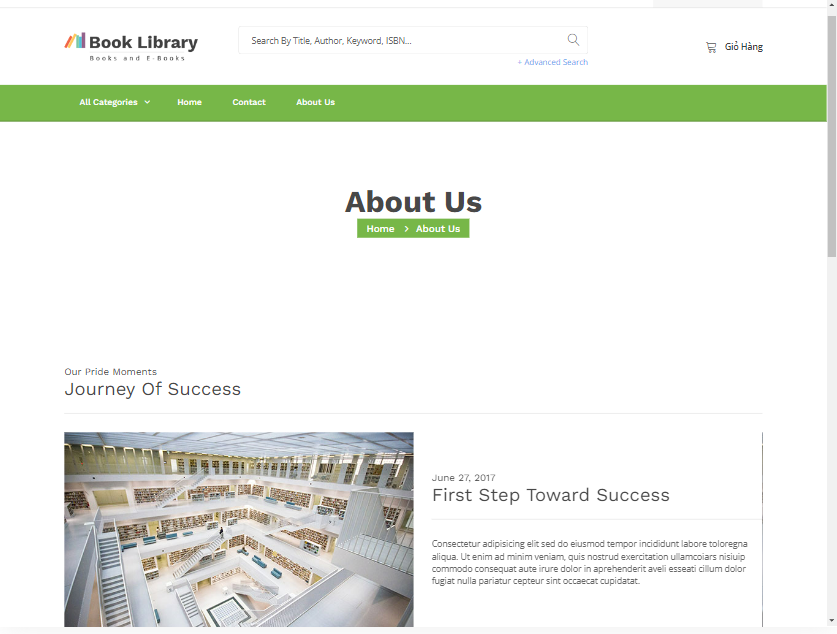 Book Library
Books and E-Books
Search By Title, Author, Keyword, ISBN...
+ Advanced Search
Giỏ Hàng
All Categories
Home
Contact
About Us
About Us
Home > About Us
Our Pride Moments
Journey Of Success
June 27, 2017
First Step Toward Success
Consectetur adipisicing elit sed do eiusmod tempor incididunt labore toloregna
aliqua. Ut enim ad minim veniam, quis nostrud exercitation ullamcoiars nisiuip
commodo consequat aute irure dolor in aprehenderit aveli esseati cillum dolor
fugiat nulla pariatur cepteur sint occaecat cupidatat.